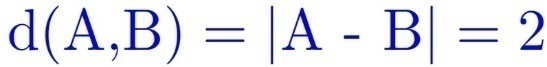 d(A,B) = |A - B| = 2